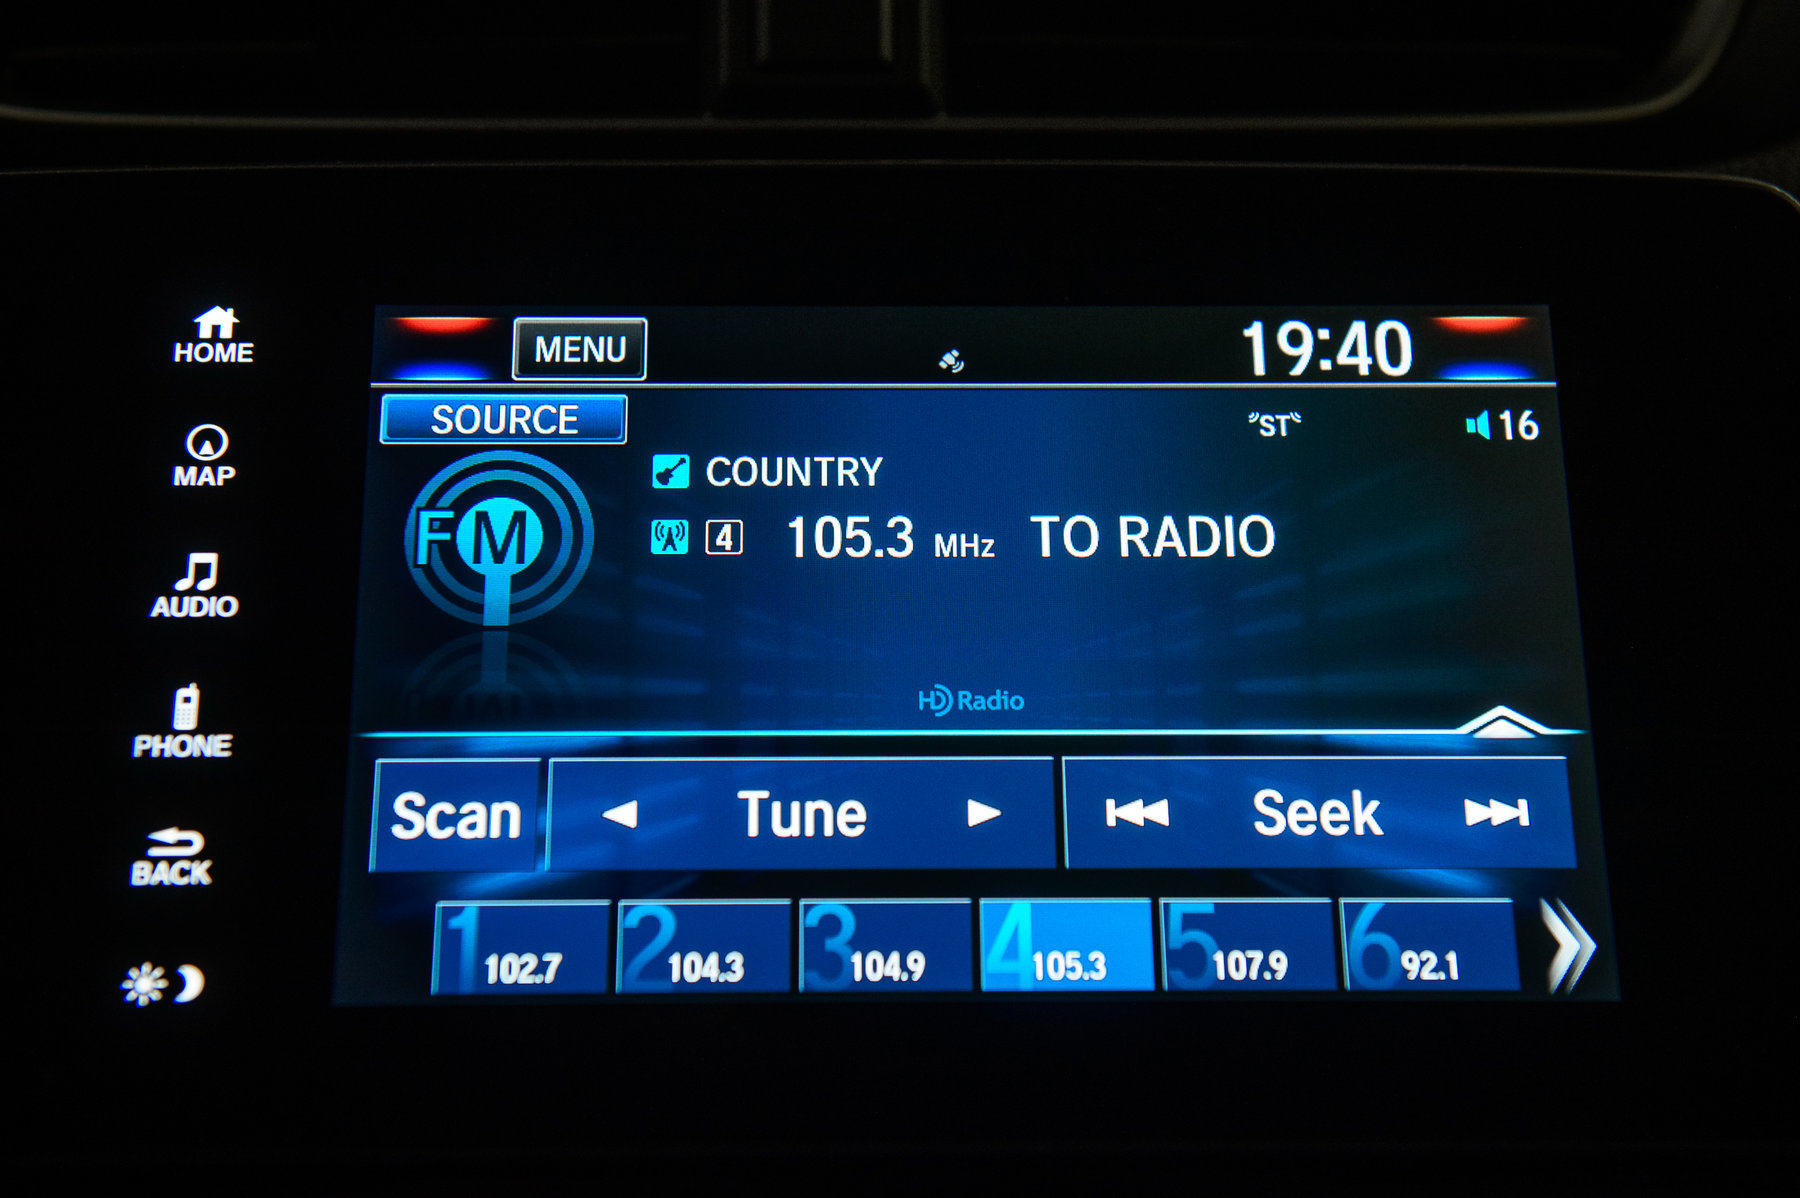 HOME
MAP
AUDIO
PHONE
BACK
MENU
19:40
SOURCE
ST
16
FM
COUNTRY
4 105.3 MHz TO RADIO
HD Radio
Scan Tune Seek
1 102.7 2 104.3 3 104.9 4 105.3 5 107.9 6 92.1